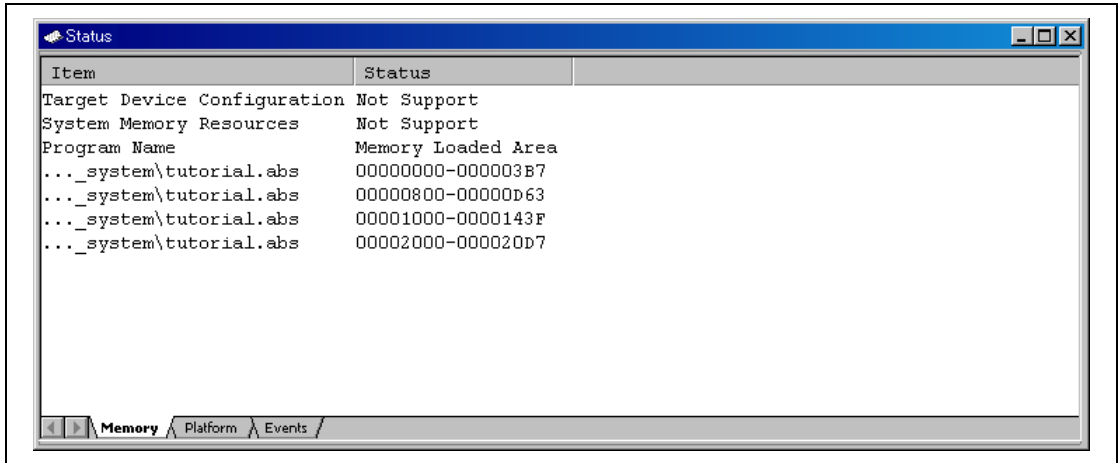 Status
Item Status
Target Device Configuration Not Support
System Memory Resources Not Support
Program Name Memory Loaded Area
..._system\tutorial.abs 00000000-000003B7
..._system\tutorial.abs 00000800-00000D63
..._system\tutorial.abs 00001000-0000143F
..._system\tutorial.abs 00002000-000020D7
Memory Platform Events